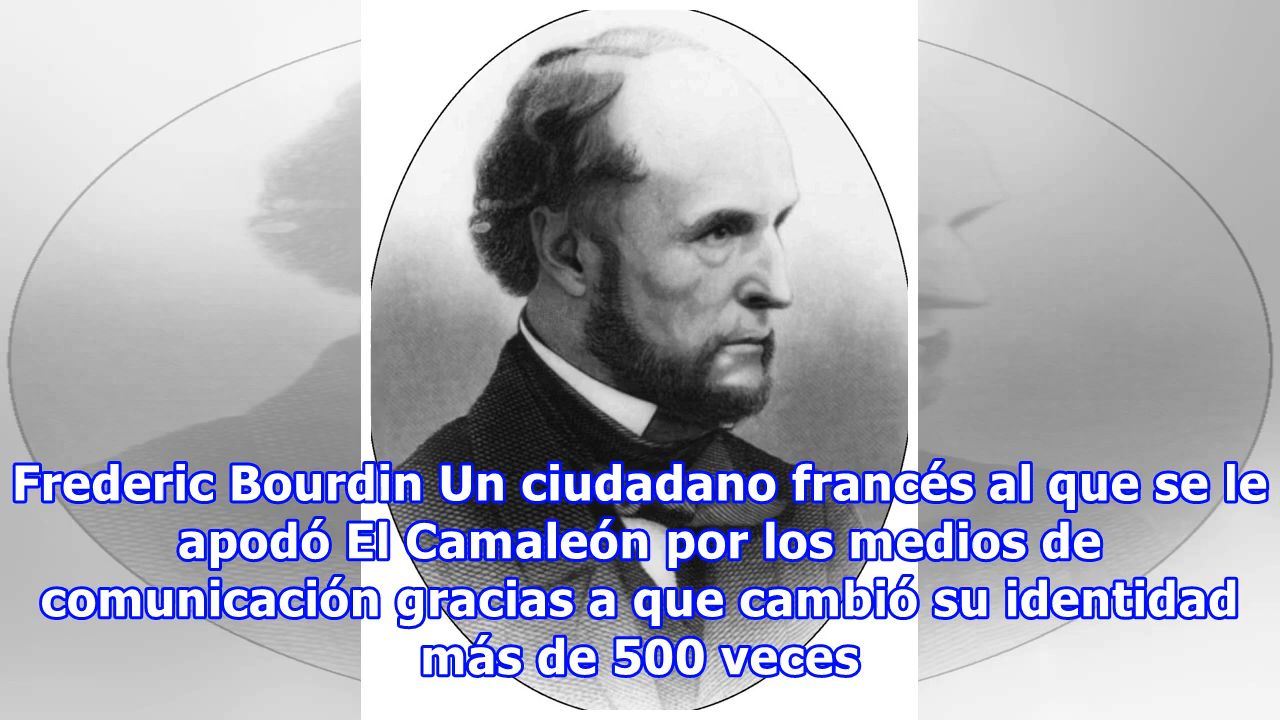 Frederic Bourdin Un ciudadano francés al que se le
apodó El Camaleón por los medios de
comunicación gracias a que cambió su identidad
más de 500 veces